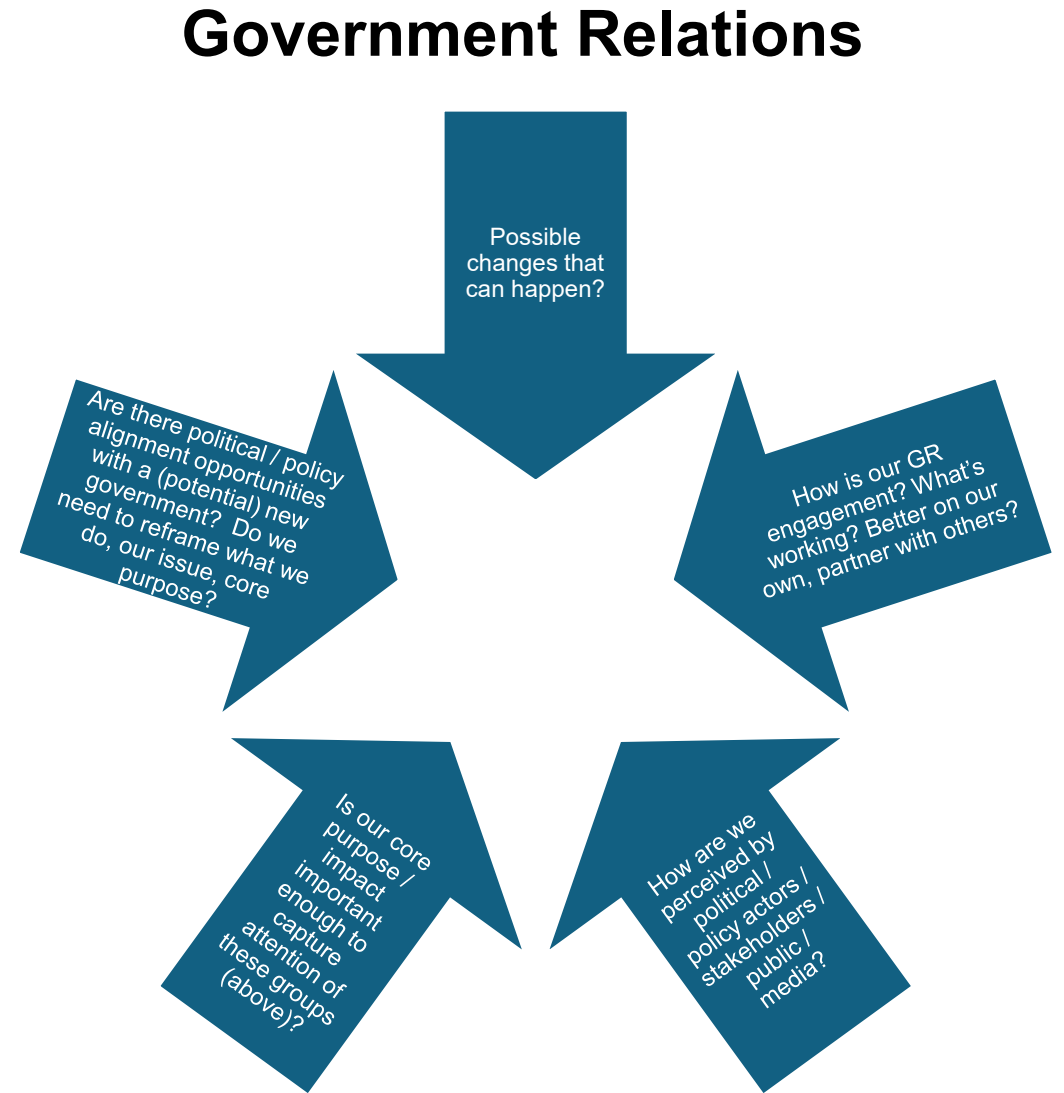 Government Relations
Possible
changes that
can happen?
How is our GR
engagement? What's
working? Better on our
own, partner with others?
How are we
perceived by
political /
policy actors /
stakeholders /
public /
media?
Is our core
purpose /
impact
important
enough to
capture
attention of
these groups
(above)?
Are there political / policy
alignment opportunities
with a (potential) new
government?  Do we
need to reframe what we
do, our issue, core
purpose?